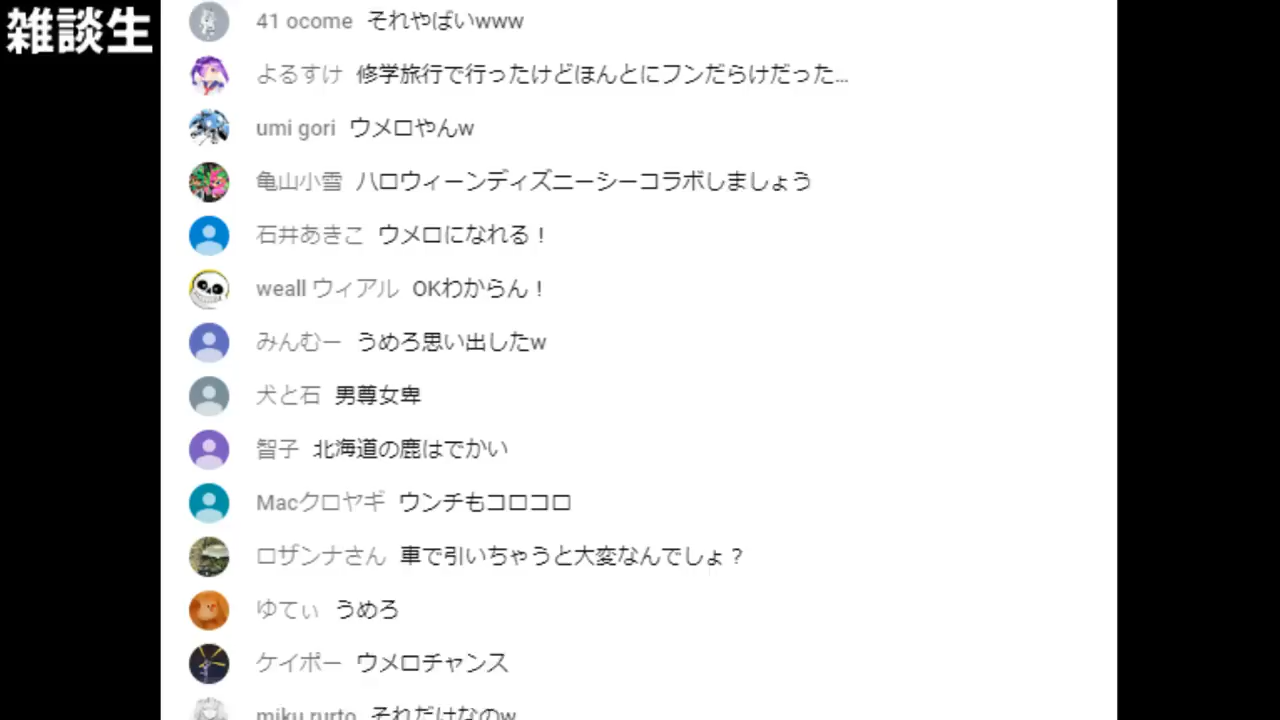 雑談生
41 ocome それやばいwww
よるすけ 修学旅行で行ったけどほんとにフンだらけだった...
umi gori ウメロやんw
亀山小雪 ハロウィーンディズニーシーコラボしましょう
石井あきこ ウメロになれる！
weall ウィアル OKわからん！
みんむー うめろ思い出したw
犬と石 男尊女卑
智子 北海道の鹿はでかい
Macクロヤギ ウンチもコロコロ
ロザンナさん 車で引いちゃうと大変なんでしょ？
ゆてぃ うめろ
ケイポー ウメロチャンス
miku rurto それだけなのw